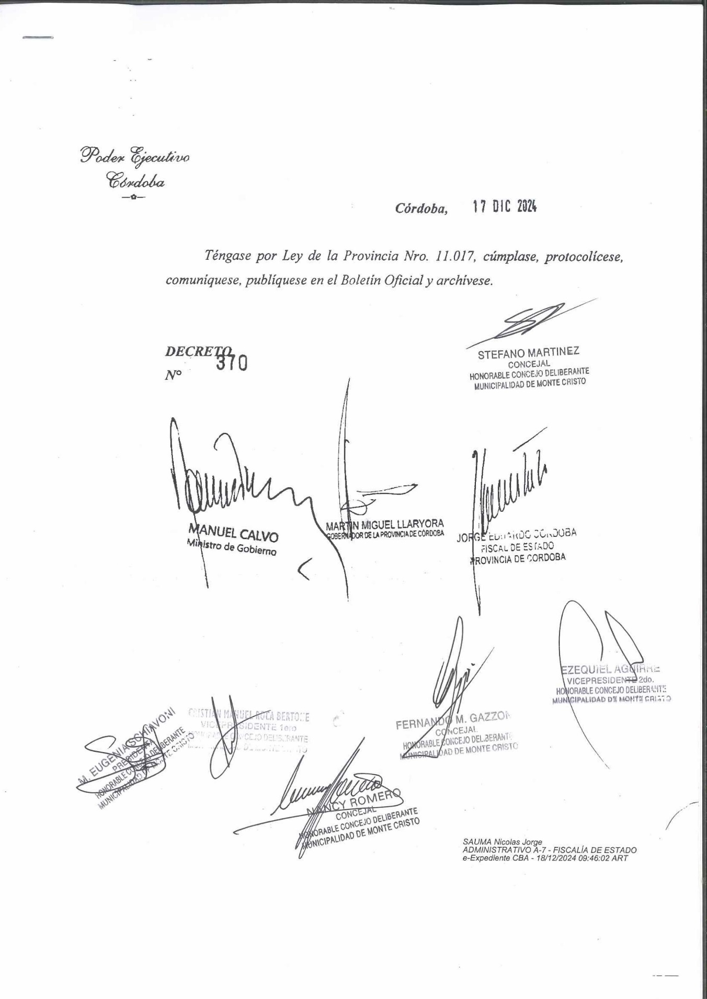 Poder Ejecutivo
Córdoba
Córdoba, 17 DIC 2024
Téngase por Ley de la Provincia Nro. 11.017, cúmplase, protocolícese,
comuníquese, publíquese en el Boletín Oficial y archívese.
STEFANO MARTINEZ
CONCEJAL
HONORABLE CONCEJO DELIBERANTE
MUNICIPALIDAD DE MONTE CRISTO
DECRETO
370
Nº
MANUEL CALVO
Ministro de Gobierno
MARTIN MIGUEL LLARYORA
GOBERNADOR DE LA PROVINCIA DE CÓRDOBA
JORGE EDUARDO CORDOBA
FISCAL DE ESTADO
PROVINCIA DE CORDOBA
EZEQUIEL AGUIRRE
VICEPRESIDENTE 2do.
HONORABLE CONCEJO DELIBERANTE
MUNICIPALIDAD DE MONTE CRISTO
M. EUGENIA SCHIAVONI
PRESIDENTA
HONORABLE CONCEJO DELIBERANTE
MUNICIPALIDAD DE MONTE CRISTO
CRISTIAN MANUEL ROCA BERTONE
VICEPRESIDENTE 1ero
CONCEJO DELIBERANTE
FERNANDO M. GAZZON
CONCEJAL
HONORABLE CONCEJO DELIBERANTE
MUNICIPALIDAD DE MONTE CRISTO
NANCY ROMERO
CONCEJAL
HONORABLE CONCEJO DELIBERANTE
MUNICIPALIDAD DE MONTE CRISTO
SAUMA Nicolas Jorge
ADMINISTRATIVO A-7 - FISCALÍA DE ESTADO
e-Expediente CBA - 18/12/2024 09:46:02 ART